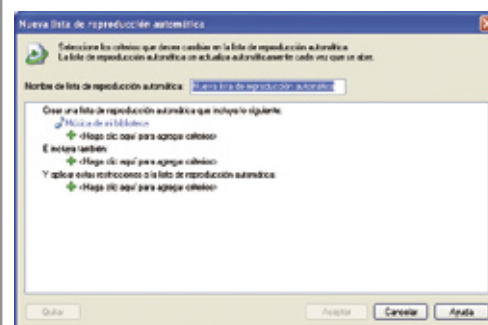 Nueva lista de reproducción automática
Seleccione los criterios que desea cambiar en la lista de reproducción automática.
La lista de reproducción automática se actualiza automáticamente cada vez que se abre.
Nombre de lista de reproducción automática: Nueva lista de reproducción automática
Crear una lista de reproducción automática que incluya lo siguiente:
Música de mi biblioteca
<Haga clic aquí para agregar criterios>
E incluya también:
<Haga clic aquí para agregar criterios>
Y aplicar estas restricciones a la lista de reproducción automática:
<Haga clic aquí para agregar criterios>
Quitar Aceptar Cancelar Ayuda